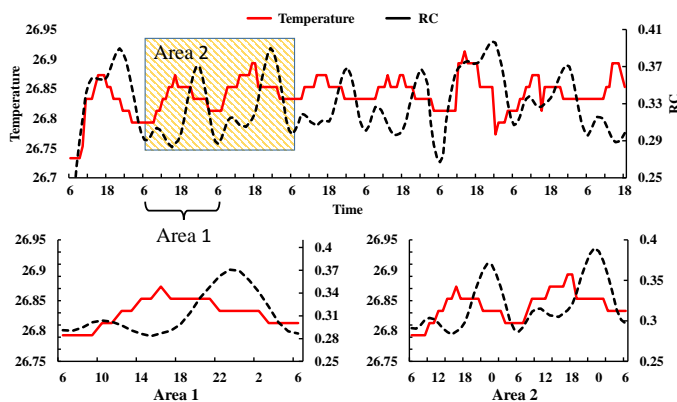 Temperature RC
26.95 0.41
26.9 0.37
26.85 0.33
26.8 0.29
26.75
26.7 0.25
Temperature
RC
Area 2
6 18 6 18 6 18 6 18 6 18 6 18 6 18 6 18
Time
Area 1
26.95 0.4
26.9 0.37
0.34
26.85 0.31
26.8 0.28
26.75 0.25
6 10 14 18 22 2 6
Area 1
26.95 0.4
26.9
0.35
26.85
0.3
26.8
26.75 0.25
6 12 18 0 6 12 18 0 6
Area 2